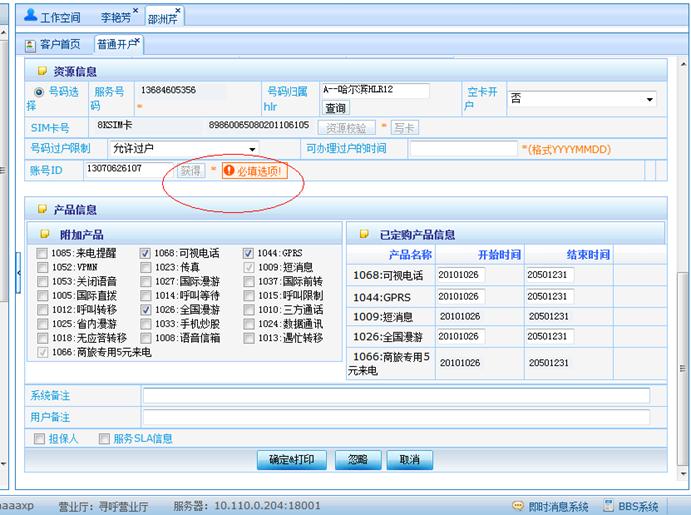 工作空间 李艳芳 邵洲芹
客户首页 普通开户
资源信息
号码选择 服务号码 13684605356 * 号码归属hlr A--哈尔滨HLR12 查询 空卡开户 否
SIM卡号 8KSIM卡 89860065080201106105 资源校验 * 写卡
号码过户限制 允许过户 可办理过户的时间 *(格式YYYYMMDD)
账号ID 13070626107 获得 * 必填选项!
产品信息
附加产品
1085:来电提醒 1068:可视电话 1044:GPRS
1052:VPMN 1023:传真 1009:短消息
1053:关闭语音 1027:国际漫游 1037:国际前转
1005:国际直拨 1014:呼叫等待 1015:呼叫限制
1012:呼叫转移 1026:全国漫游 1010:三方通话
1025:省内漫游 1033:手机炒股 1024:数据通讯
1018:无应答转移 1008:语音信箱 1013:遇忙转移
1066:商旅专用5元来电
已定购产品信息
产品名称 开始时间 结束时间
1068:可视电话 20101026 20501231
1044:GPRS 20101026 20501231
1009:短消息 20101026 20501231
1026:全国漫游 20101026 20501231
1066:商旅专用5元来电 20101026 20501231
系统备注
用户备注
担保人 服务SLA信息
确定&打印 忽略 取消
aaaxp 营业厅：寻呼营业厅 服务器：10.110.0.204:18001 即时消息系统 BBS系统